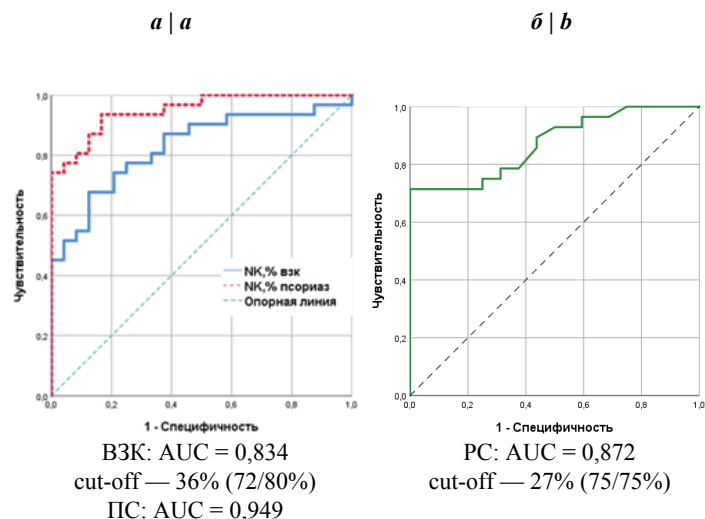 а | a
б | b
1,0
0,8
0,6
0,4
0,2
0,0
Чувствительность
NK,% взк
NK,% псориаз
Опорная линия
0,0 0,2 0,4 0,6 0,8 1,0
1 - Специфичность
1,0
0,8
0,6
0,4
0,2
0,0
Чувствительность
0,0 0,2 0,4 0,6 0,8 1,0
1 - Специфичность
ВЗК: AUC = 0,834
cut-off — 36% (72/80%)
ПС: AUC = 0,949
РС: AUC = 0,872
cut-off — 27% (75/75%)